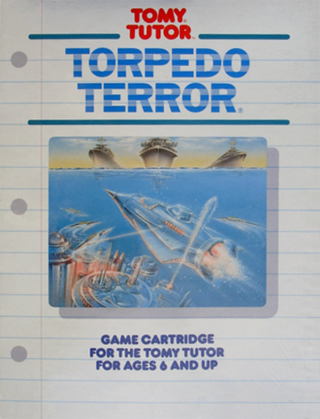 TOMY®
TUTOR®
TORPEDO
TERROR®
GAME CARTRIDGE
FOR THE TOMY TUTOR
FOR AGES 6 AND UP